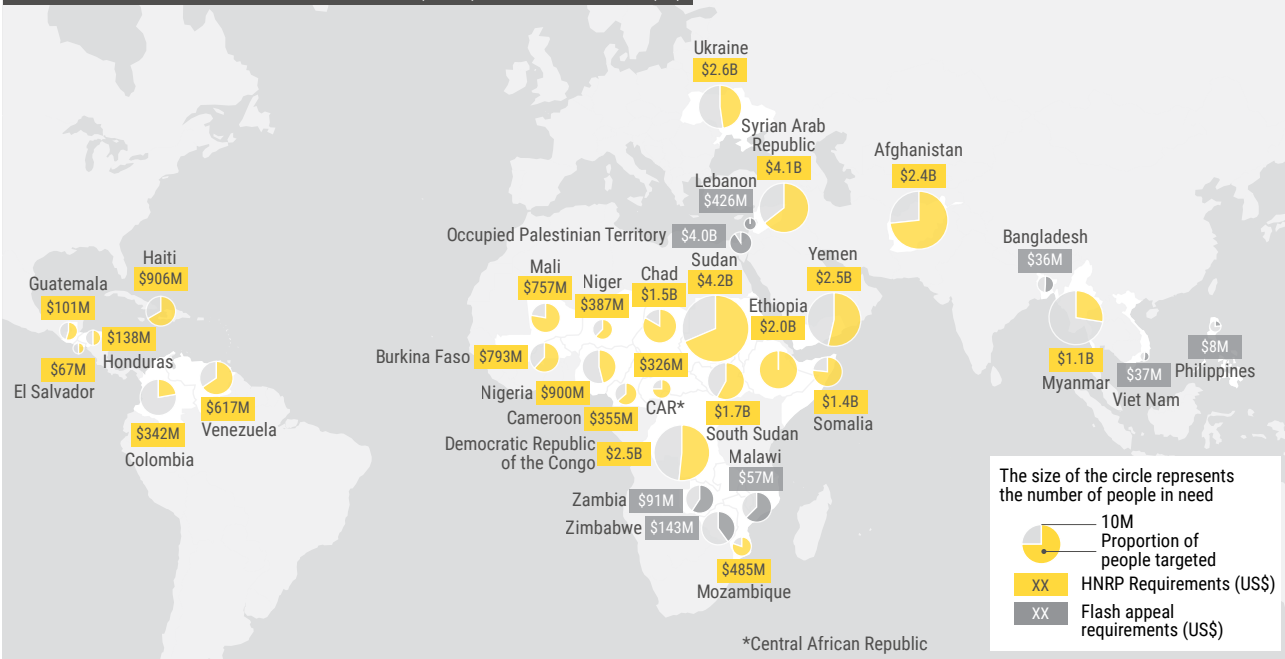 Ukraine
$2.6B
Syrian Arab
Republic
$4.1B
Afghanistan
$2.4B
Lebanon
$426M
Occupied Palestinian Territory
$4.0B
Bangladesh
$36M
Yemen
$2.5B
Sudan
$4.2B
Haiti
$906M
Mali
$757M
Niger
$387M
Chad
$1.5B
Guatemala
$101M
Ethiopia
$2.0B
$138M
Honduras
$67M
El Salvador
Burkina Faso
$793M
$326M
CAR*
$8M
Philippines
$1.1B
Myanmar
$37M
Viet Nam
Nigeria
$900M
$1.4B
Somalia
$617M
Venezuela
Cameroon
$355M
$1.7B
South Sudan
$342M
Colombia
Democratic Republic
of the Congo
$2.5B
Malawi
$57M
Zambia
$91M
Zimbabwe
$143M
$485M
Mozambique
The size of the circle represents
the number of people in need
10M
Proportion of
people targeted
XX
HNRP Requirements (US$)
XX
Flash appeal
requirements (US$)
*Central African Republic